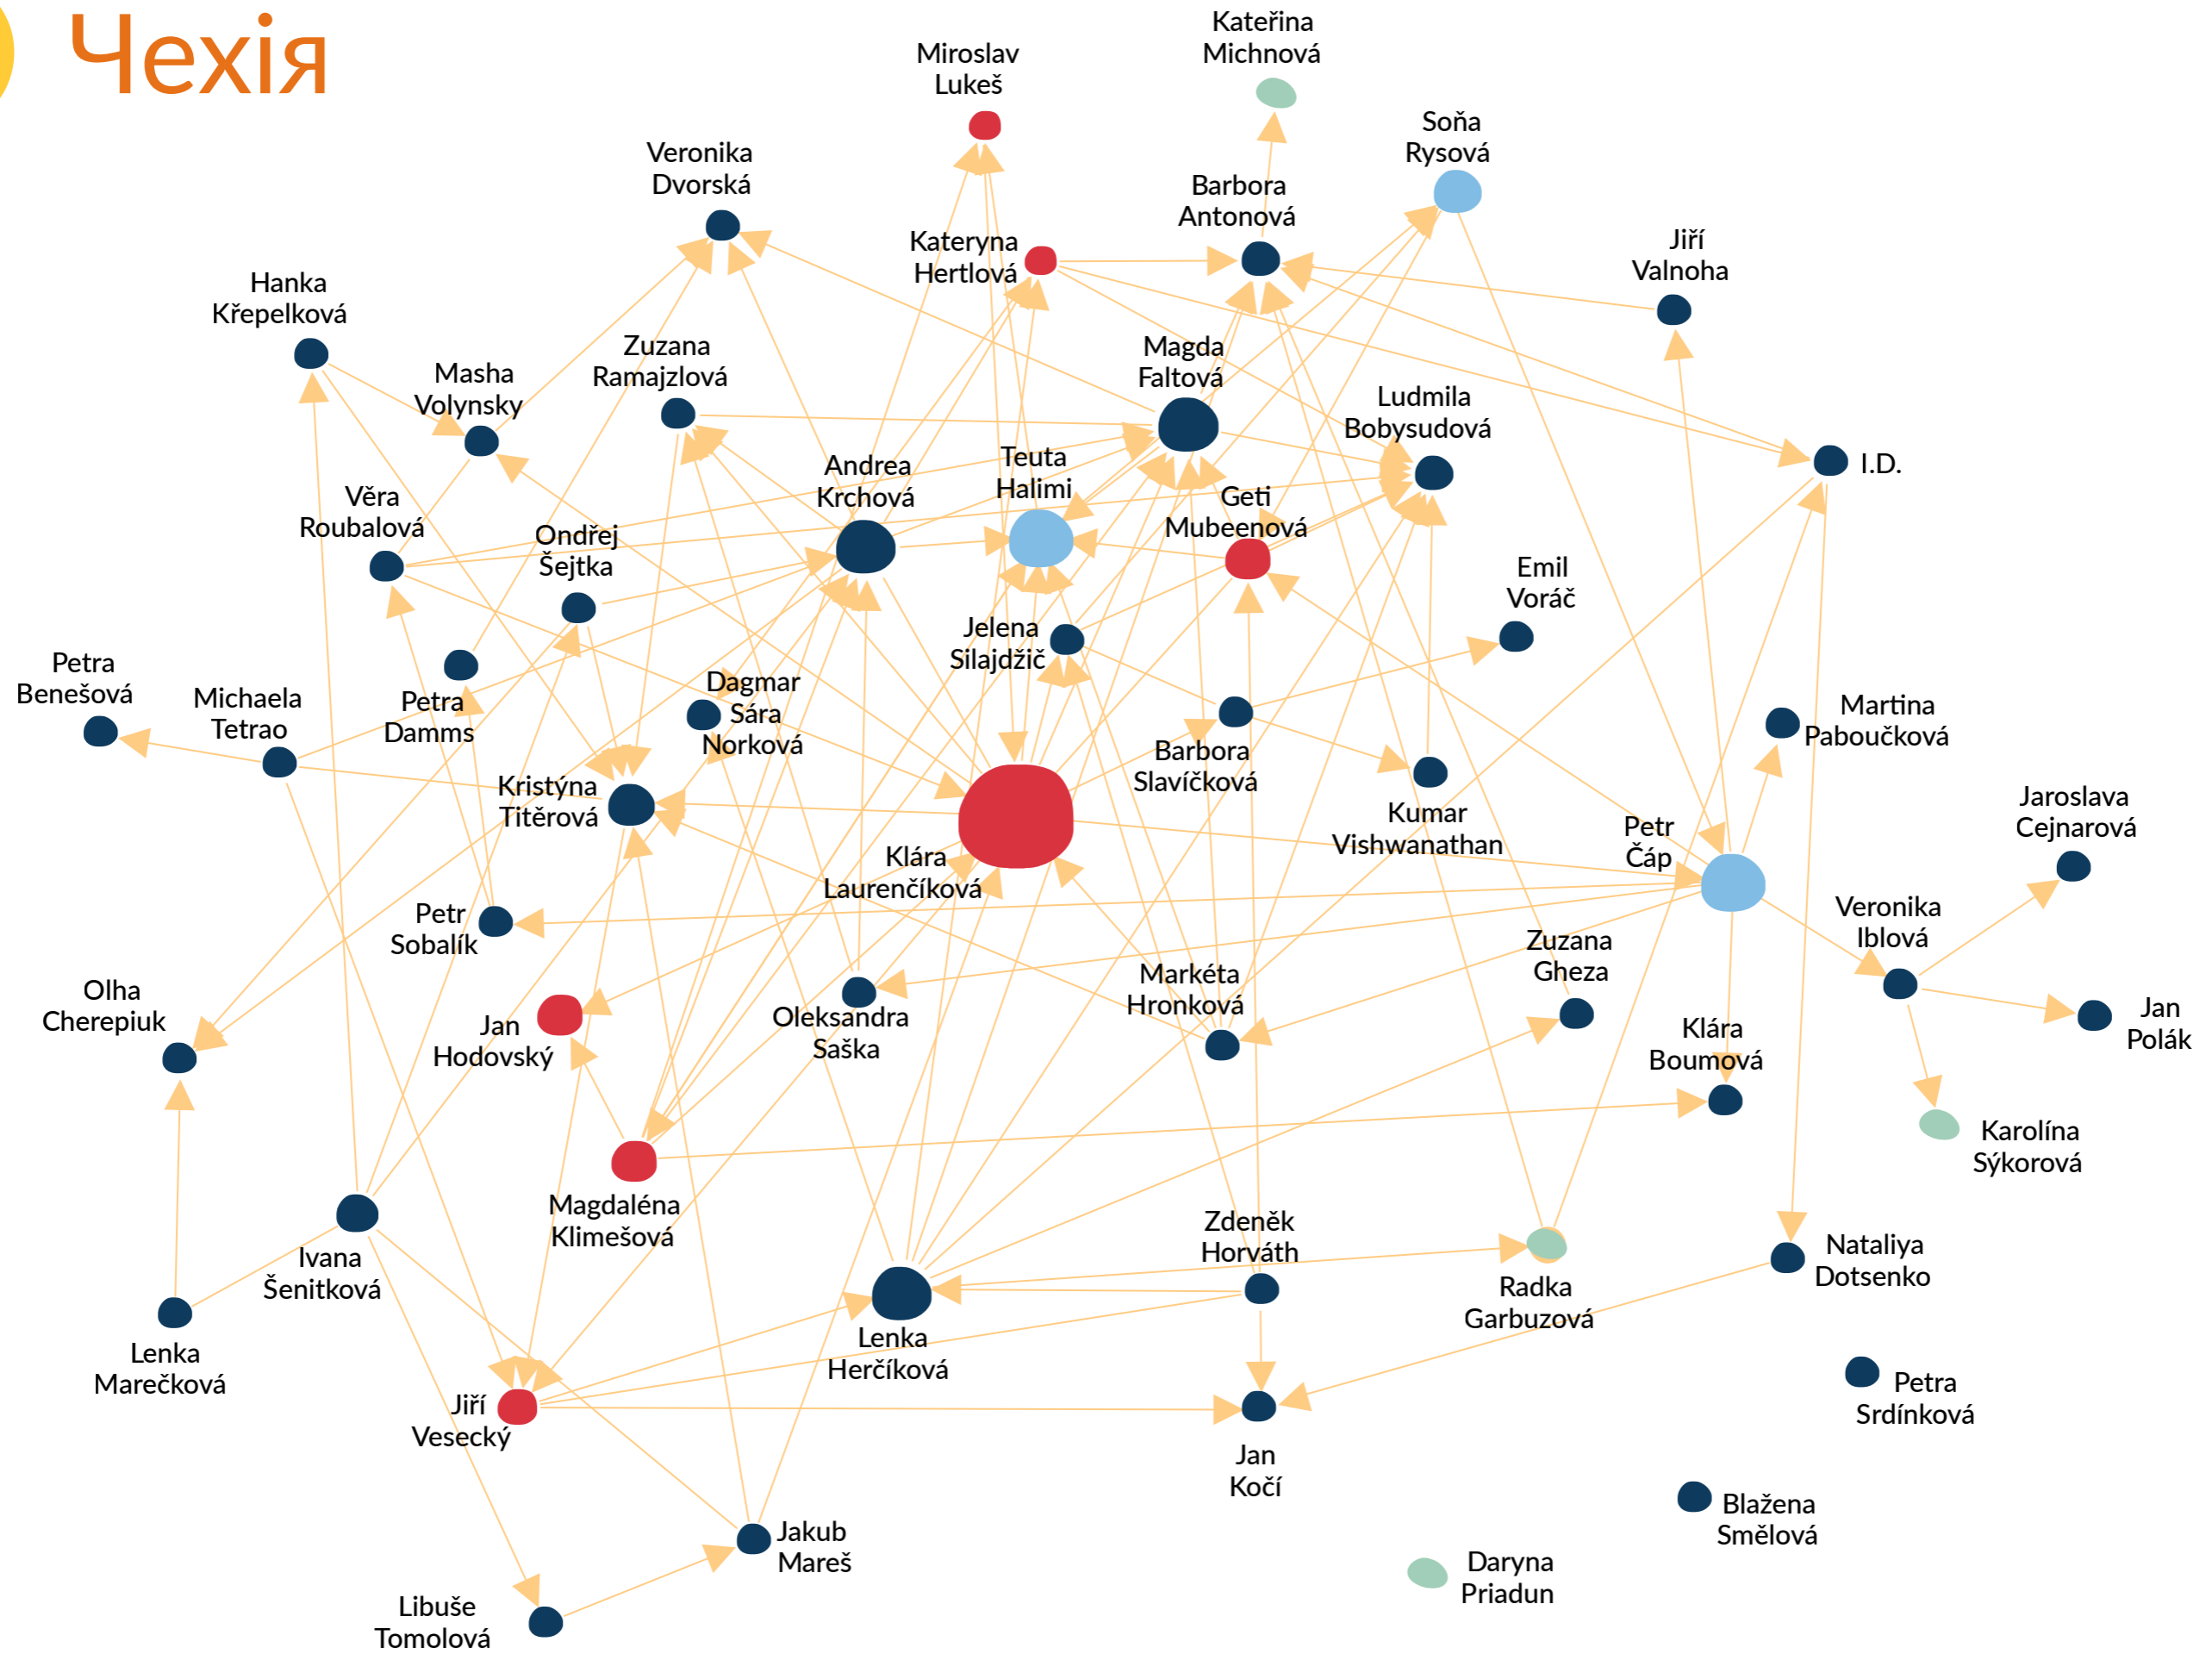 Чехія
Miroslav
Lukeš
Kateřina
Michnová
Soňa
Rysová
Veronika
Dvorská
Barbora
Antonová
Kateryna
Hertlová
Jiří
Valnoha
Hanka
Křepelková
Masha
Volynsky
Zuzana
Ramajzlová
Magda
Faltová
Ludmila
Bobysudová
I.D.
Věra
Roubalová
Ondřej
Šejtka
Andrea
Krchová
Teuta
Halimi
Geti
Mubeenová
Emil
Voráč
Jelena
Silajdžič
Petra
Benešová
Michaela
Tetrao
Petra
Damms
Dagmar
Sára
Norková
Barbora
Slavíčková
Martina
Paboučková
Kristýna
Titěrová
Klára
Laurenčíková
Kumar
Vishwanathan
Petr
Čáp
Jaroslava
Cejnarová
Petr
Sobalík
Veronika
Iblová
Zuzana
Gheza
Olha
Cherepiuk
Jan
Hodovský
Oleksandra
Saška
Markéta
Hronková
Klára
Boumová
Jan
Polák
Karolína
Sýkorová
Magdaléna
Klimešová
Ivana
Šenitková
Zdeněk
Horváth
Radka
Garbuzová
Nataliya
Dotsenko
Lenka
Marečková
Lenka
Herčíková
Jiří
Vesecký
Petra
Srdínková
Jan
Kočí
Blažena
Smělová
Jakub
Mareš
Daryna
Priadun
Libuše
Tomolová